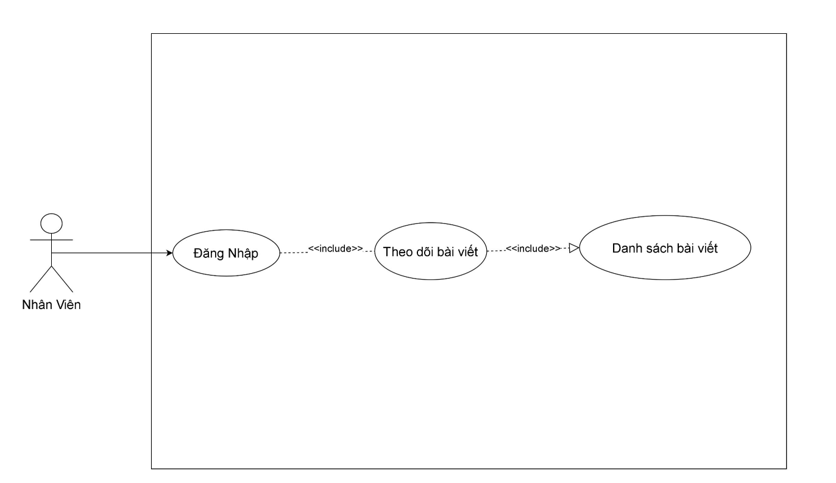 Nhân Viên
Đăng Nhập
<<include>>
Theo dõi bài viết
<<include>>
Danh sách bài viết